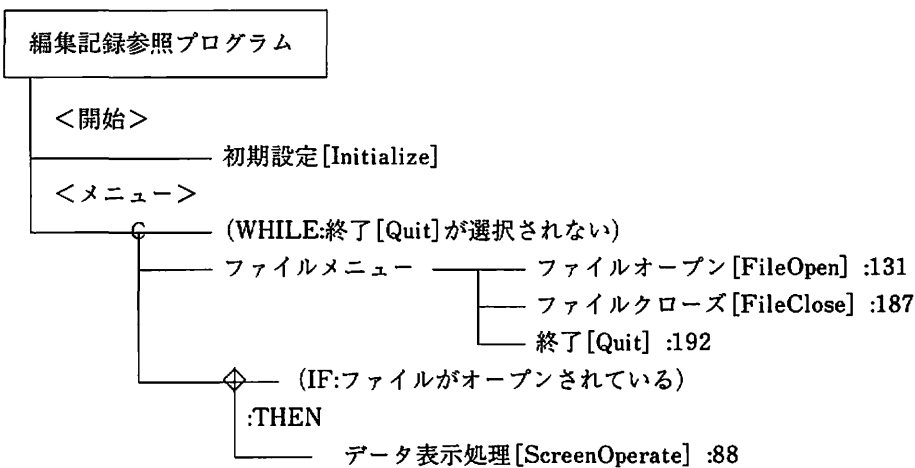 編集記録参照プログラム
＜開始＞
初期設定[Initialize]
＜メニュー＞
(WHILE:終了[Quit]が選択されない)
ファイルメニュー ファイルオープン[FileOpen] :131
ファイルクローズ[FileClose] :187
終了[Quit] :192
(IF:ファイルがオープンされている)
:THEN
データ表示処理[ScreenOperate] :88